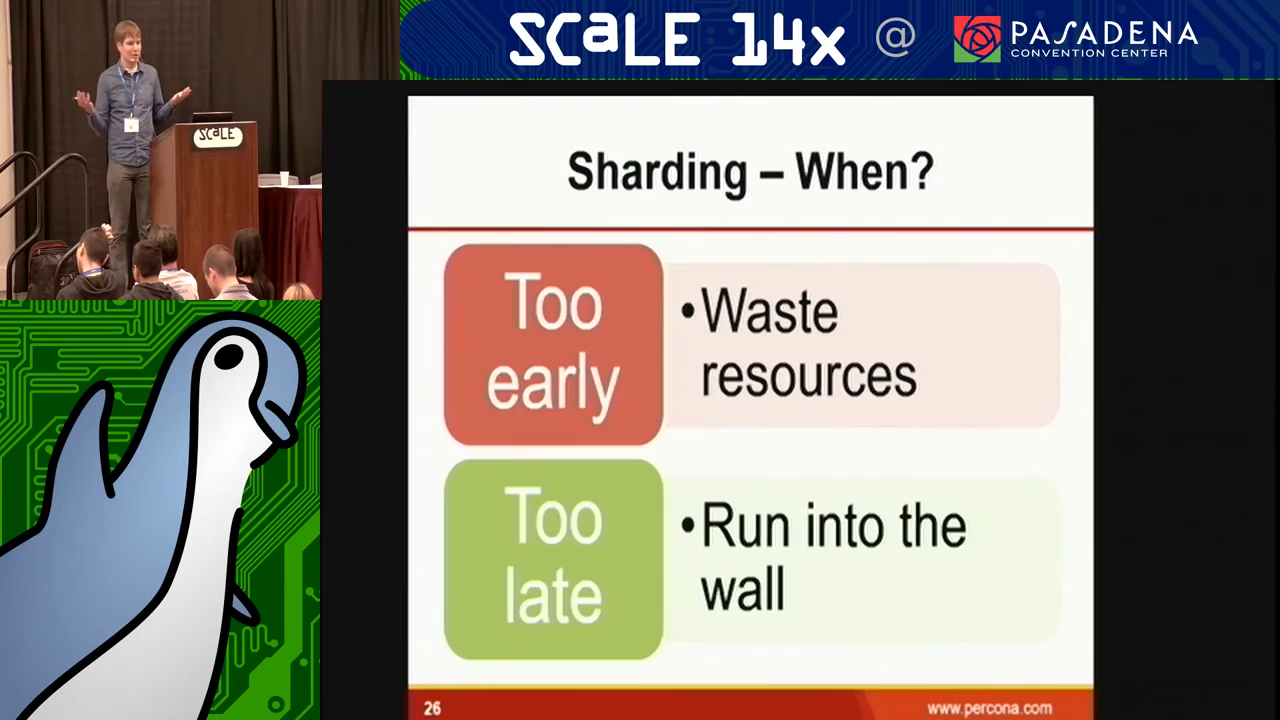 SCALE 14x @ PASADENA
CONVENTION CENTER
SCALE
Sharding – When?
Too
early
•Waste
resources
Too
late
•Run into the
wall
26
www.percona.com